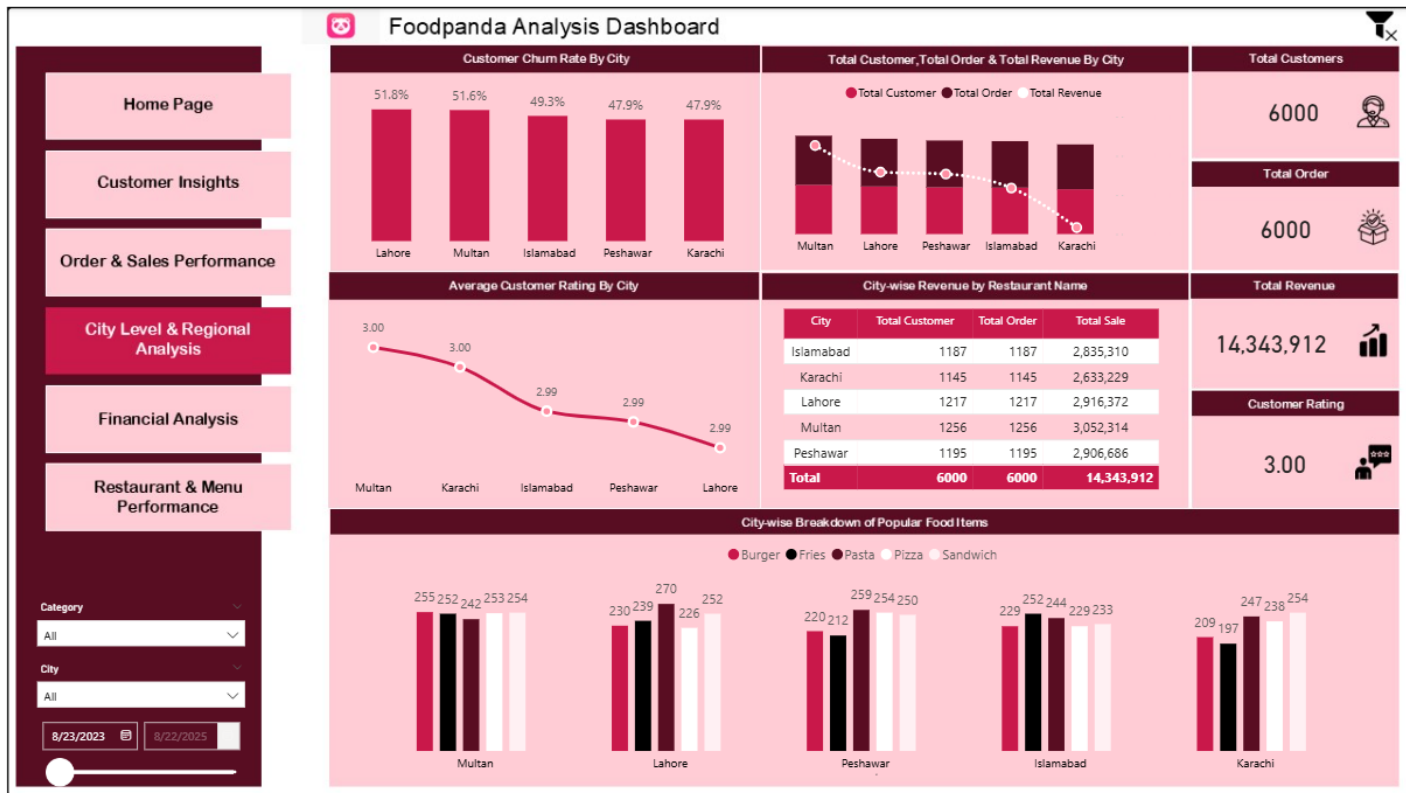 Foodpanda Analysis Dashboard
Home Page
Customer Insights
Order & Sales Performance
City Level & Regional
Analysis
Financial Analysis
Restaurant & Menu
Performance
Category
All
City
All
8/23/2023
8/22/2025
Customer Churn Rate By City
51.8% 51.6% 49.3% 47.9% 47.9%
Lahore Multan Islamabad Peshawar Karachi
Total Customer,Total Order & Total Revenue By City
Total Customer Total Order Total Revenue
Multan Lahore Peshawar Islamabad Karachi
Total Customers
6000
Total Order
6000
Average Customer Rating By City
3.00 3.00 2.99 2.99 2.99
Multan Karachi Islamabad Peshawar Lahore
City-wise Revenue by Restaurant Name
City Total Customer Total Order Total Sale
Islamabad 1187 1187 2,835,310
Karachi 1145 1145 2,633,229
Lahore 1217 1217 2,916,372
Multan 1256 1256 3,052,314
Peshawar 1195 1195 2,906,686
Total 6000 6000 14,343,912
Total Revenue
14,343,912
Customer Rating
3.00
City-wise Breakdown of Popular Food Items
Burger Fries Pasta Pizza Sandwich
255 252 242 253 254
230 239 270 226 252
220 212 259 254 250
229 252 244 229 233
209 197 247 238 254
Multan Lahore Peshawar Islamabad Karachi